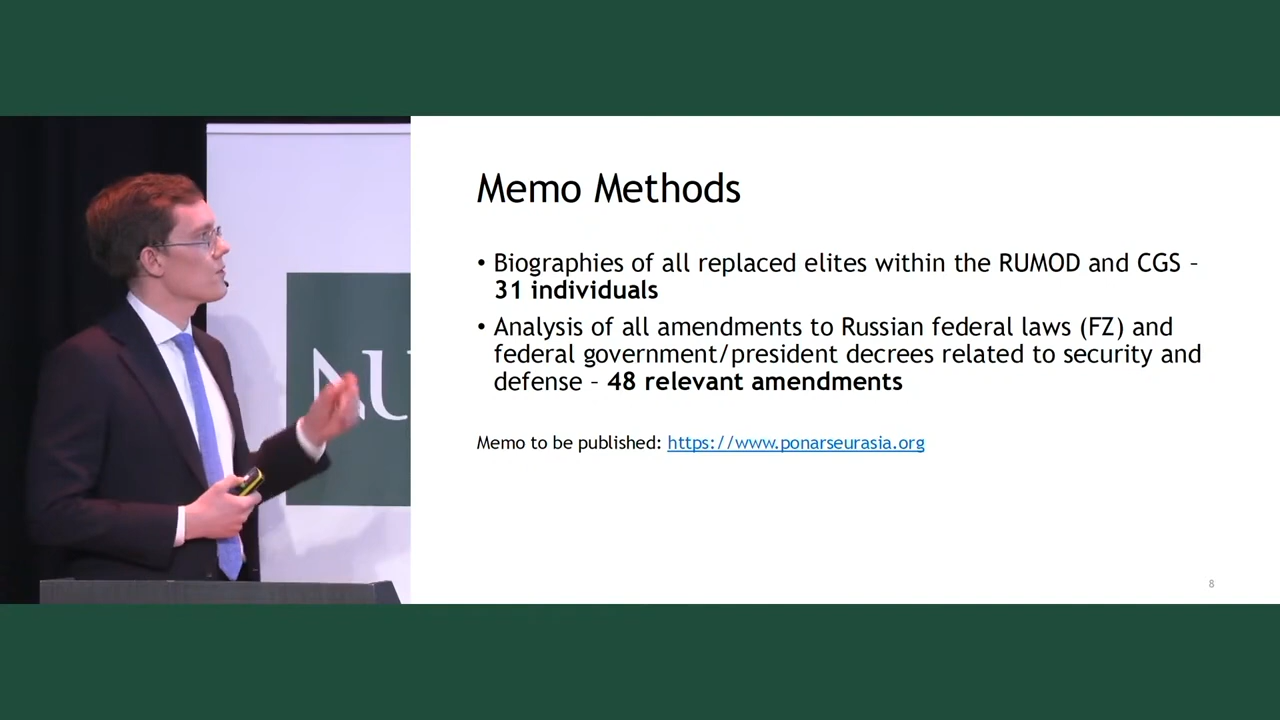 Memo Methods
• Biographies of all replaced elites within the RUMOD and CGS –
31 individuals
• Analysis of all amendments to Russian federal laws (FZ) and
federal government/president decrees related to security and
defense – 48 relevant amendments
Memo to be published: https://www.ponarseurasia.org
8
NU